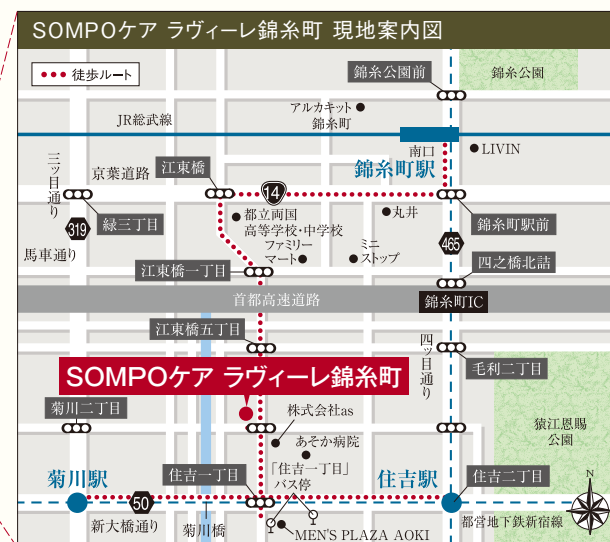 SOMPOケア ラヴィーレ錦糸町 現地案内図
徒歩ルート
錦糸公園前
錦糸公園
アルカキット
錦糸町
JR総武線
南口
LIVIN
錦糸町駅
三ッ目通り
京葉道路
江東橋
14
緑三丁目
都立両国
高等学校・中学校
丸井
錦糸町駅前
319
465
馬車通り
ファミリー
マート
ミニ
ストップ
四之橋北詰
江東橋一丁目
首都高速道路
錦糸町IC
江東橋五丁目
四ッ目通り
毛利二丁目
SOMPOケア ラヴィーレ錦糸町
菊川二丁目
株式会社as
猿江恩賜
公園
あそか病院
菊川駅
住吉一丁目
「住吉一丁目」
バス停
住吉駅
住吉二丁目
50
新大橋通り
菊川橋
MEN'S PLAZA AOKI
都営地下鉄新宿線